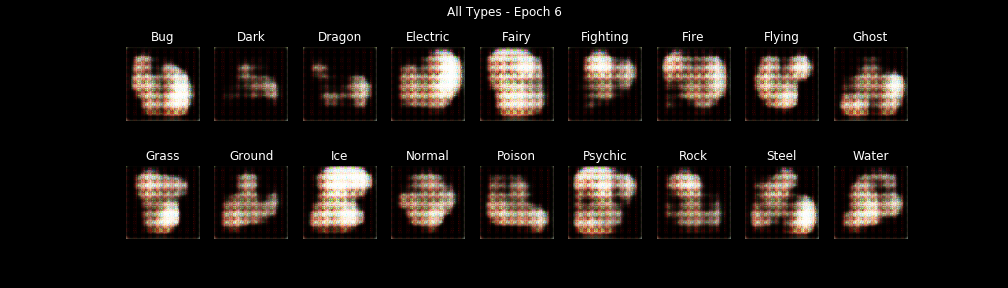 All Types - Epoch 6
Bug Dark Dragon Electric Fairy Fighting Fire Flying Ghost
Grass Ground Ice Normal Poison Psychic Rock Steel Water